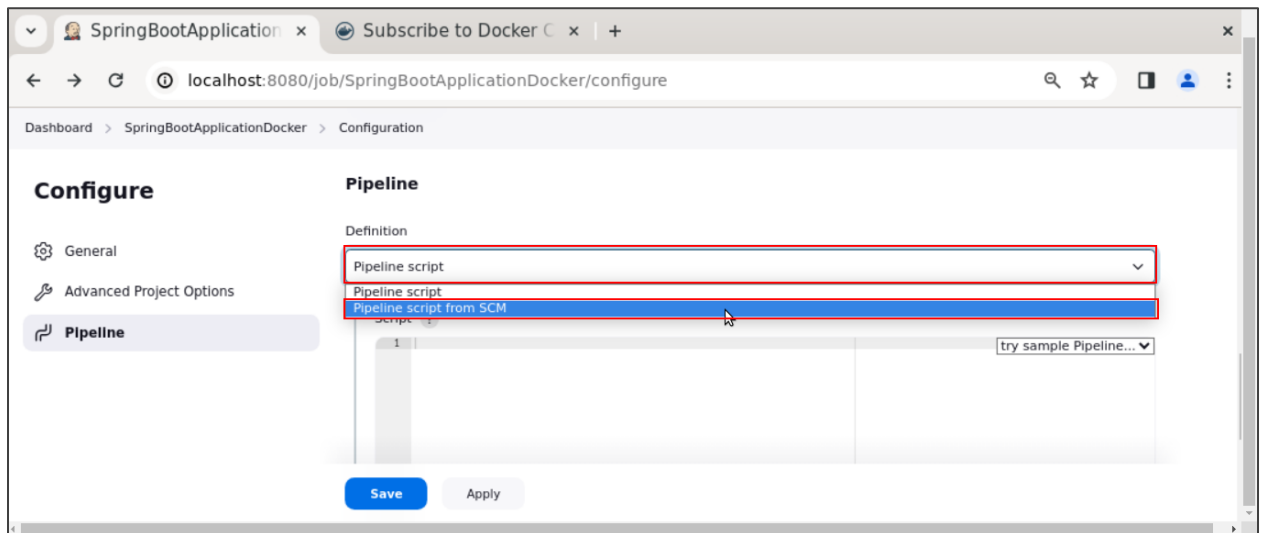 SpringBootApplication
Subscribe to Docker C
localhost:8080/job/SpringBootApplicationDocker/configure
Dashboard > SpringBootApplicationDocker > Configuration
Configure
General
Advanced Project Options
Pipeline
Pipeline
Definition
Pipeline script
Pipeline script
Pipeline script from SCM
Script ?
1
try sample Pipeline...
Save
Apply